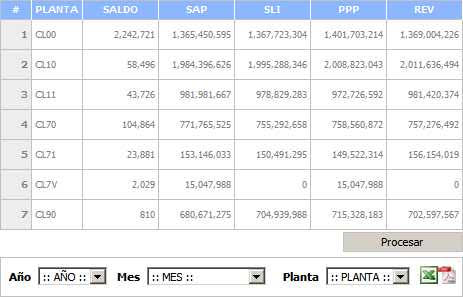 # PLANTA SALDO SAP SLI PPP REV
1 CL00 2,242,721 1,365,450,595 1,367,723,304 1,401,703,214 1,369,004,226
2 CL10 58,496 1,984,396,626 1,995,288,346 2,008,823,043 2,011,636,494
3 CL11 43,726 981,981,667 978,829,283 972,726,592 981,420,374
4 CL70 104,864 771,765,525 755,292,658 758,560,872 757,276,492
5 CL71 23,881 153,146,033 150,491,295 149,522,314 156,154,019
6 CL7V 2,029 15,047,988 0 15,047,988 0
7 CL90 810 680,671,275 704,939,988 715,328,183 702,597,567
Procesar
Año :: AÑO :: Mes :: MES :: Planta :: PLANTA ::